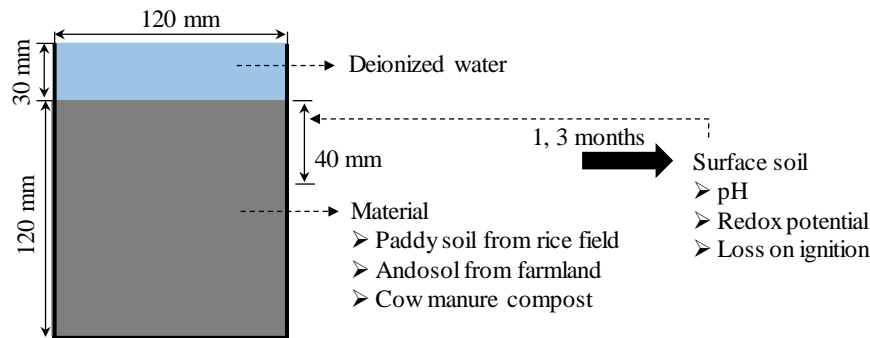 120 mm
30 mm
Deionized water
40 mm
1, 3 months
120 mm
Surface soil
➢ pH
➢ Redox potential
➢ Loss on ignition
Material
➢ Paddy soil from rice field
➢ Andosol from farmland
➢ Cow manure compost